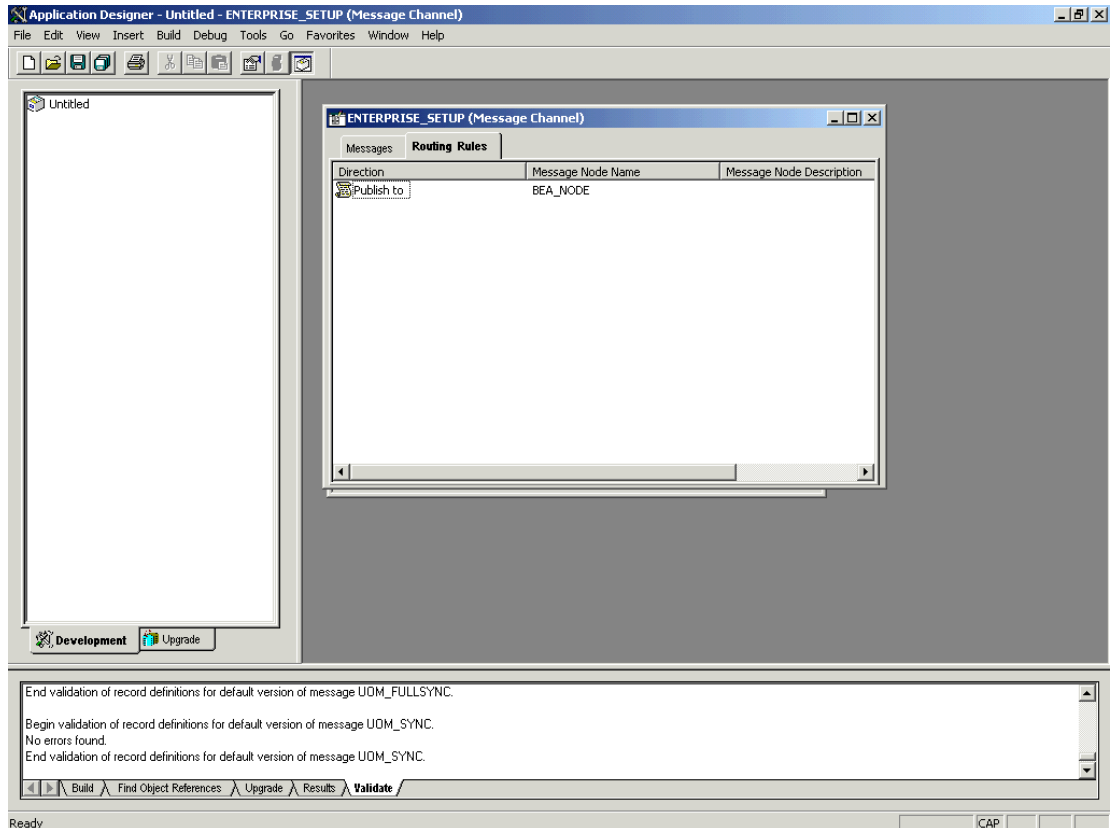 Application Designer - Untitled - ENTERPRISE_SETUP (Message Channel)
File Edit View Insert Build Debug Tools Go Favorites Window Help
Untitled
ENTERPRISE_SETUP (Message Channel)
Messages Routing Rules
Direction Message Node Name Message Node Description
Publish to BEA_NODE
Development Upgrade
End validation of record definitions for default version of message UOM_FULLSYNC.
Begin validation of record definitions for default version of message UOM_SYNC.
No errors found.
End validation of record definitions for default version of message UOM_SYNC.
Build Find Object References Upgrade Results Validate
Ready CAP